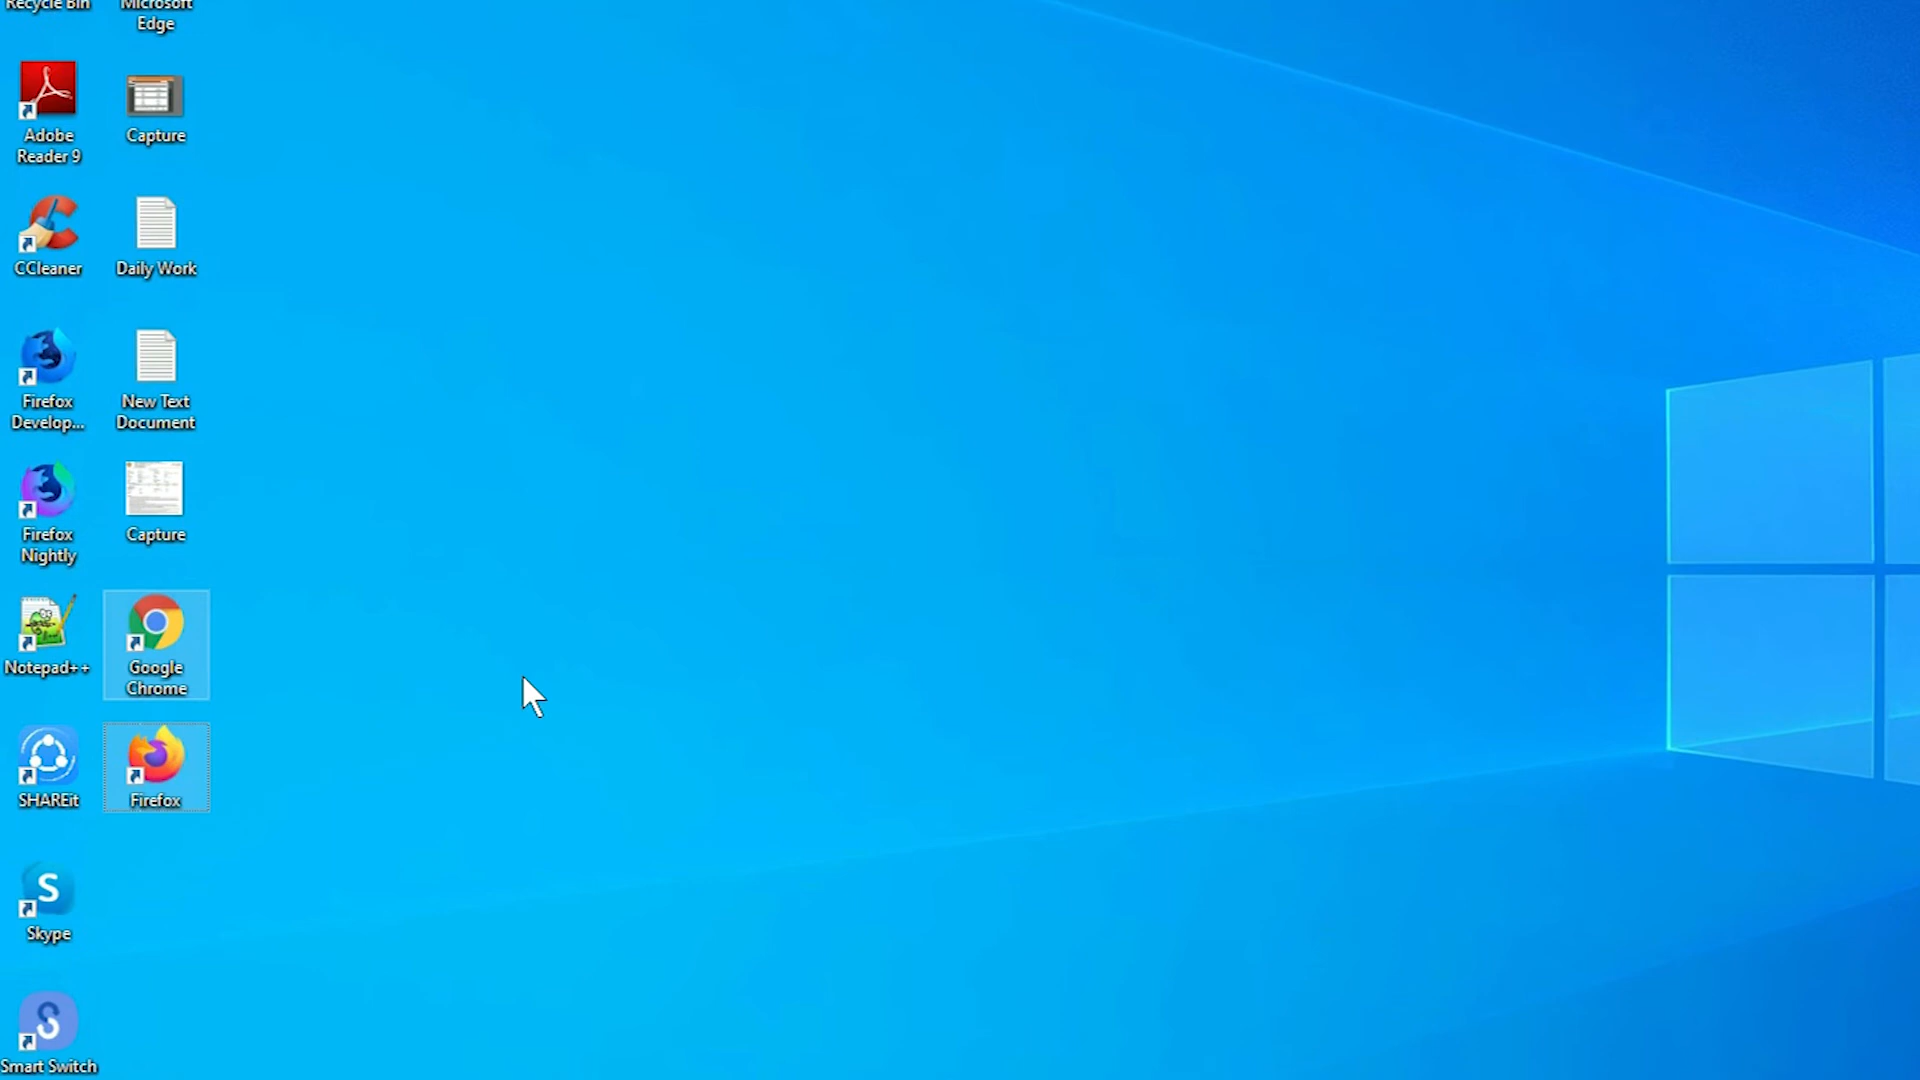 Recycle Bin
Microsoft
Edge
Adobe
Reader 9
Capture
CCleaner
Daily Work
Firefox
Develop...
New Text
Document
Firefox
Nightly
Capture
Notepad++
Google
Chrome
SHAREit
Firefox
S
Skype
Smart Switch